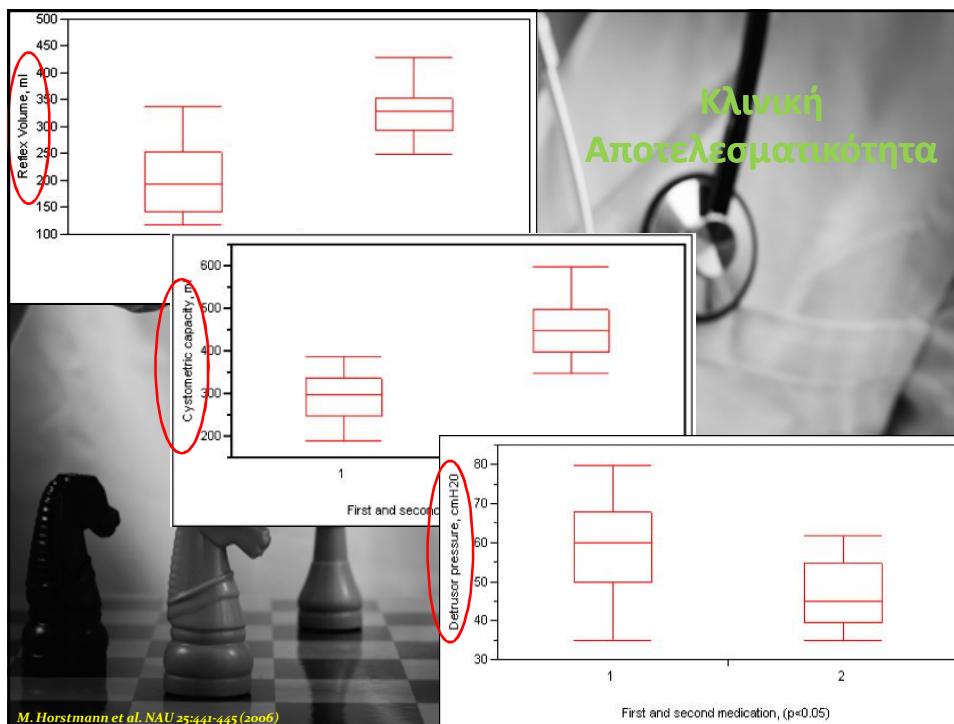 Κλινική
Αποτελεσματικότητα
Reflex Volume, ml
500
450
400
350
300
250
200
150
100
Cystometric capacity, m
600
500
400
300
200
1
First and second
Detrusor pressure, cmH20
80
70
60
50
40
30
1
2
First and second medication, (p<0.05)
M. Horstmann et al. NAU 25:441-445 (2006)